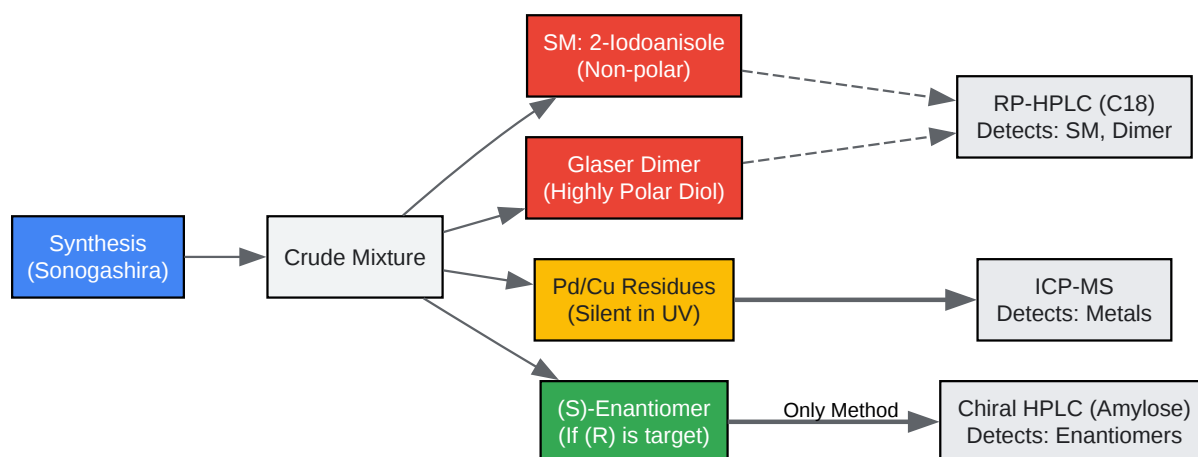 SM: 2-Iodoanisole
(Non-polar)
RP-HPLC (C18)
Detects: SM, Dimer
Glaser Dimer
(Highly Polar Diol)
Synthesis
(Sonogashira)
Crude Mixture
Pd/Cu Residues
(Silent in UV)
ICP-MS
Detects: Metals
(S)-Enantiomer
(If (R) is target)
Only Method
Chiral HPLC (Amylose)
Detects: Enantiomers